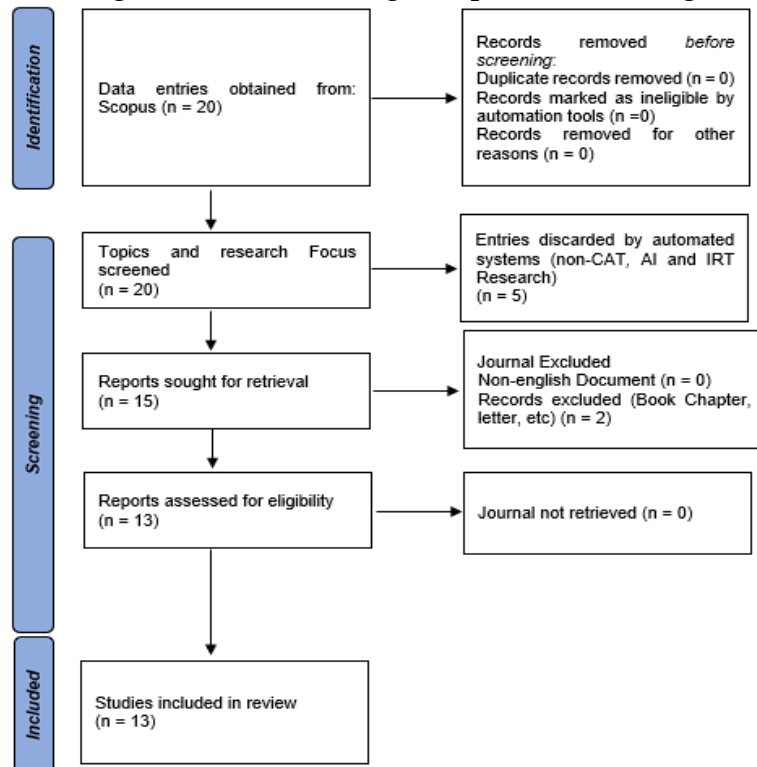 Identification
Data entries obtained from:
Scopus (n = 20)
Records removed before
screening:
Duplicate records removed (n = 0)
Records marked as ineligible by
automation tools (n =0)
Records removed for other
reasons (n = 0)
Screening
Topics and research Focus
screened
(n = 20)
Entries discarded by automated
systems (non-CAT, AI and IRT
Research)
(n = 5)
Reports sought for retrieval
(n = 15)
Journal Excluded
Non-english Document (n = 0)
Records excluded (Book Chapter,
letter, etc) (n = 2)
Reports assessed for eligibility
(n = 13)
Journal not retrieved (n = 0)
Included
Studies included in review
(n = 13)